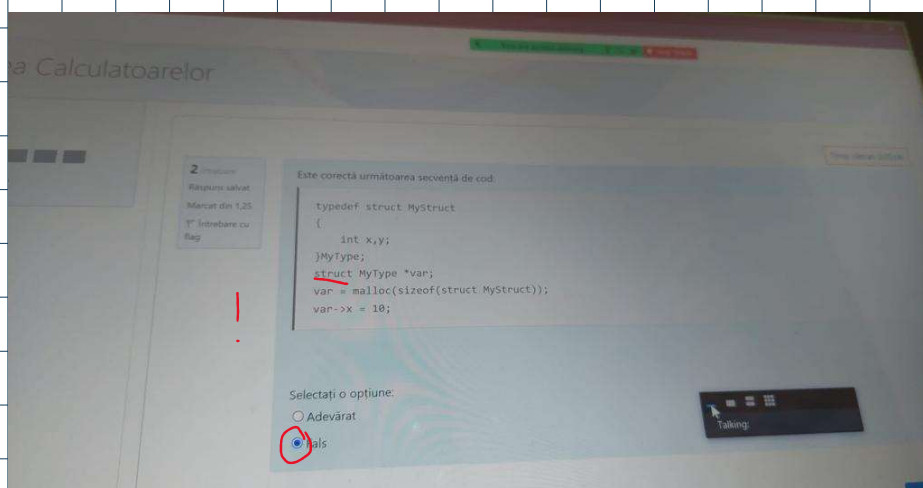 a Calculatoarelor
2
Răspuns salvat
Marcat din 1,25
Întrebare cu
flag
Este corectă următoarea secvență de cod:
typedef struct MyStruct
{
int x,y;
}MyType;
struct MyType *var;
var = malloc(sizeof(struct MyStruct));
var->x = 10;
Selectați o opțiune:
Adevărat
Fals
Talking: